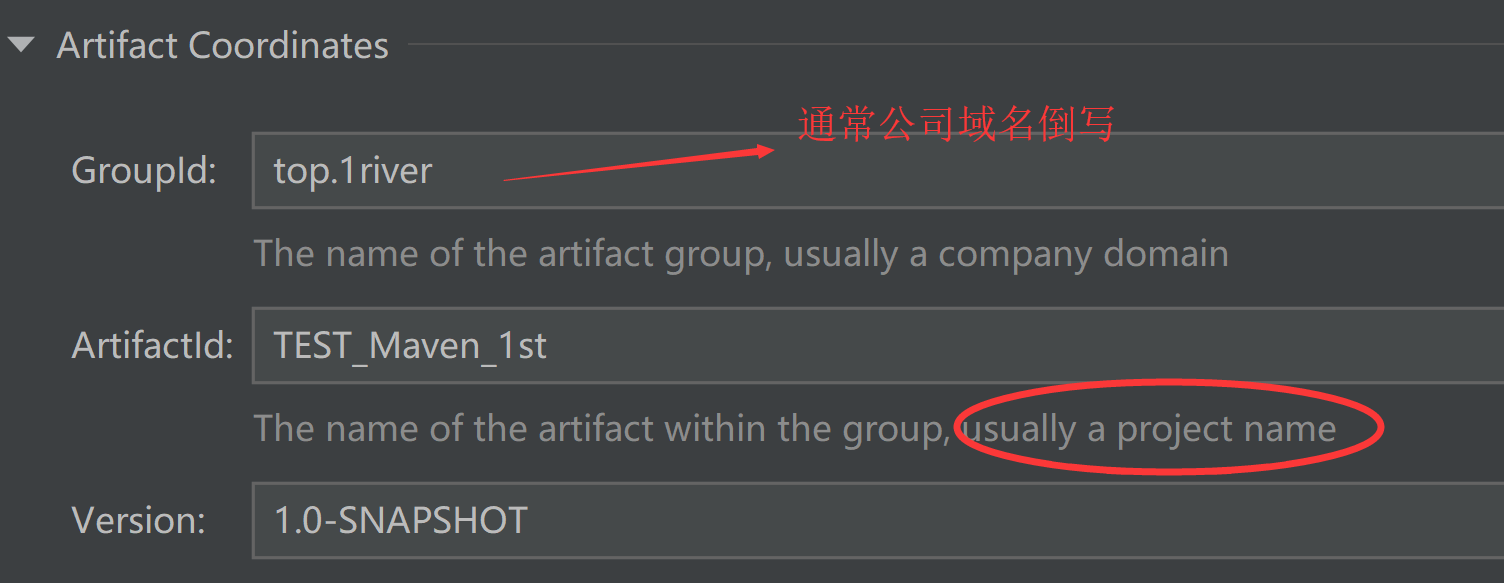 Artifact Coordinates
通常公司域名倒写
GroupId: top.1river
The name of the artifact group, usually a company domain
ArtifactId: TEST_Maven_1st
The name of the artifact within the group, usually a project name
Version: 1.0-SNAPSHOT